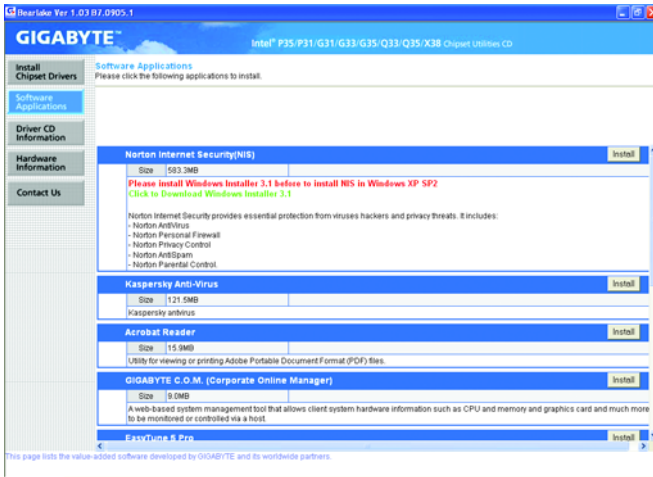 Bearlake Ver 1.03 B7.0905.1
GIGABYTE™
Intel® P35/P31/G31/G33/G35/Q33/Q35/X38 Chipset Utilities CD
Install
Chipset Drivers
Software
Applications
Driver CD
Information
Hardware
Information
Contact Us
Software Applications
Please click the following applications to install.
Norton Internet Security(NIS)
Install
Size 583.3MB
Please install Windows Installer 3.1 before to install NIS in Windows XP SP2
Click to Download Windows Installer 3.1
Norton Internet Security provides essential protection from viruses hackers and privacy threats. It includes:
- Norton AntiVirus
- Norton Personal Firewall
- Norton Privacy Control
- Norton AntiSpam
- Norton Parental Control.
Kaspersky Anti-Virus
Install
Size 121.5MB
Kaspersky antivirus
Acrobat Reader
Install
Size 15.9MB
Utility for viewing or printing Adobe Portable Document Format (PDF) files.
GIGABYTE C.O.M. (Corporate Online Manager)
Install
Size 9.0MB
A web-based system management tool that allows client system hardware information such as CPU and memory and graphics card and much more
to be monitored or controlled via a host.
EasyTune 5 Pro
Install
This page lists the value-added software developed by GIGABYTE and its worldwide partners.